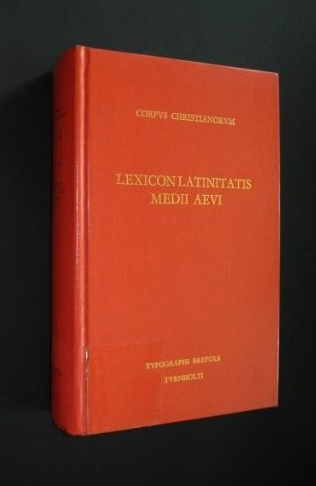 CORPVS CHRISTIANORVM
LEXICON LATINITATIS
MEDII AEVI
TYPOGRAPHI BREPOLS
TVRNHOLTI